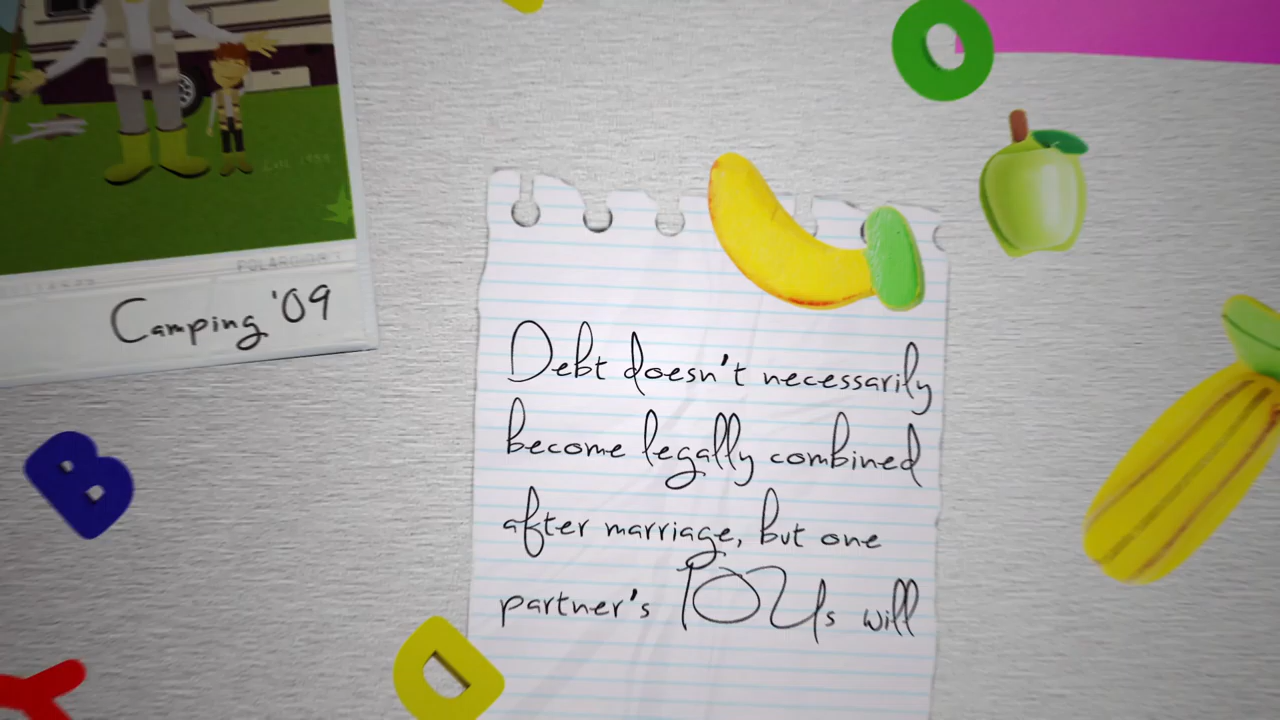 Camping '09
Debt doesn't necessarily
become legally combined
after marriage, but one
partner's IOUs will
O
B
D
Y